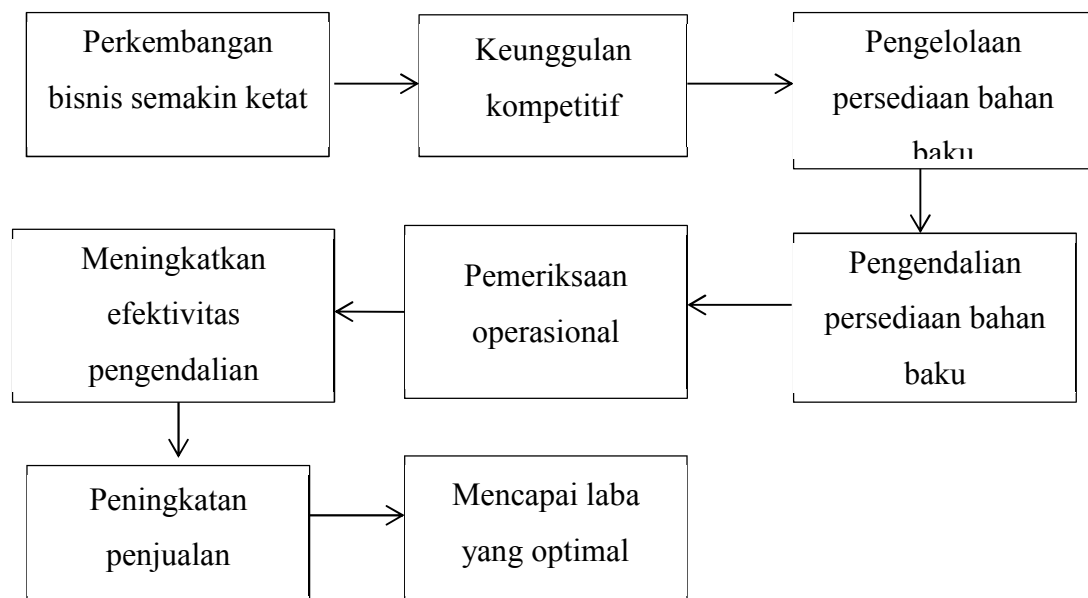 Perkembangan
bisnis semakin ketat
Keunggulan
kompetitif
Pengelolaan
persediaan bahan
baku
Pengendalian
persediaan bahan
baku
Pemeriksaan
operasional
Meningkatkan
efektivitas
pengendalian
Peningkatan
penjualan
Mencapai laba
yang optimal